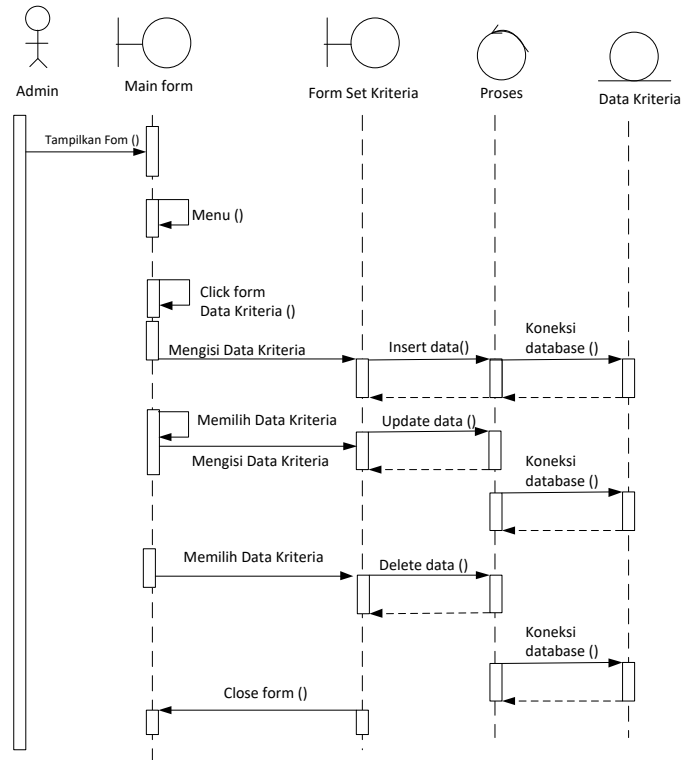 Admin
Main form
Form Set Kriteria
Proses
Data Kriteria
Tampilkan Fom ()
Menu ()
Click form
Data Kriteria ()
Mengisi Data Kriteria
Insert data()
Koneksi
database ()
Memilih Data Kriteria
Update data ()
Mengisi Data Kriteria
Koneksi
database ()
Memilih Data Kriteria
Delete data ()
Koneksi
database ()
Close form ()